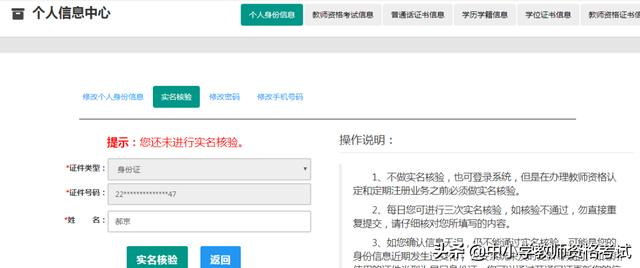 个人信息中心
个人身份信息
教师资格考试信息
普通话证书信息
学历学籍信息
学位证书信息
教师资格证书信
修改个人身份信息
实名核验
修改密码
修改手机号码
提示：您还未进行实名核验。
*证件类型：
身份证
*证件号码：
22**************47
*姓　　名：
郝京
实名核验
返回
操作说明：
1、不做实名核验，也可登录系统，但是在办理教师资格认
定和定期注册业务之前必须做实名核验。
2、每日您可进行三次实名核验，如核验不通过，勿直接重
复提交，请仔细核对您所填写的内容。
3、如您确认信息无误，仍不能通过实名核验，可能是您的
身份信息近期发生过
头条 @中小学教师资格考试